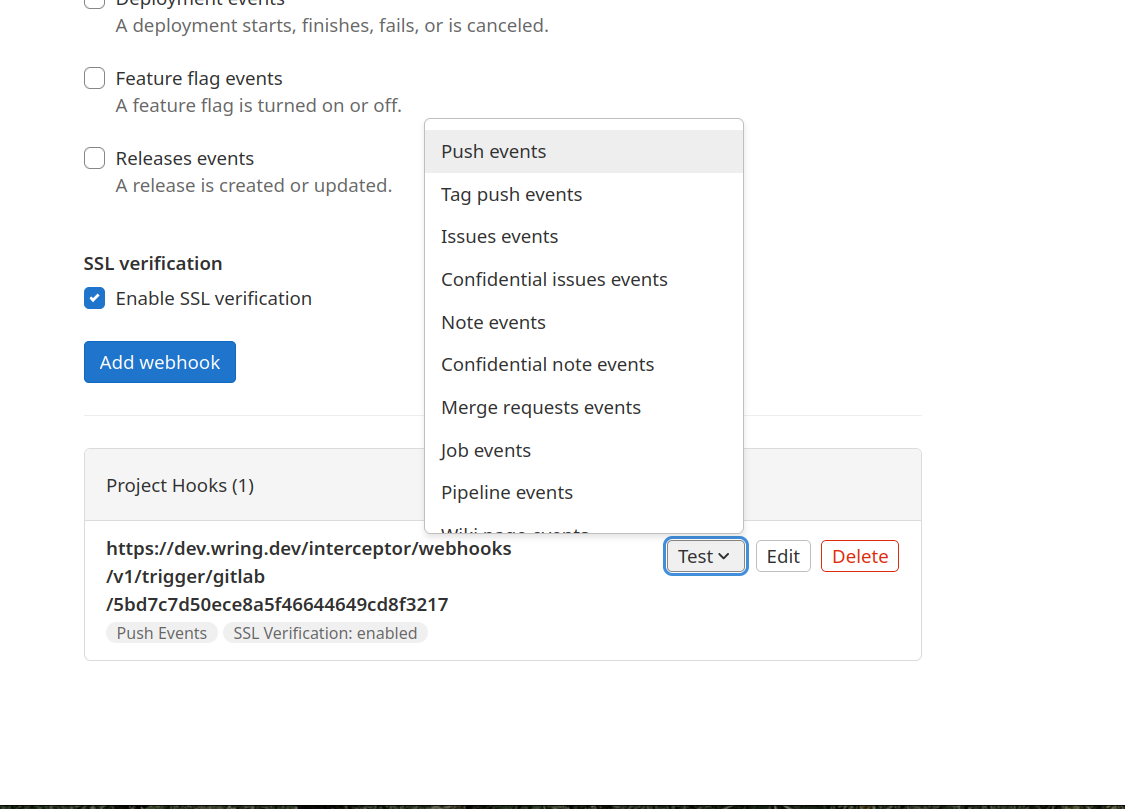 Deployment events
A deployment starts, finishes, fails, or is canceled.
Feature flag events
A feature flag is turned on or off.
Releases events
A release is created or updated.
SSL verification
Enable SSL verification
Add webhook
Push events
Tag push events
Issues events
Confidential issues events
Note events
Confidential note events
Merge requests events
Job events
Pipeline events
Wiki page events
Project Hooks (1)
https://dev.wring.dev/interceptor/webhooks
/v1/trigger/gitlab
/5bd7c7d50ece8a5f46644649cd8f3217
Test
Edit
Delete
Push Events
SSL Verification: enabled